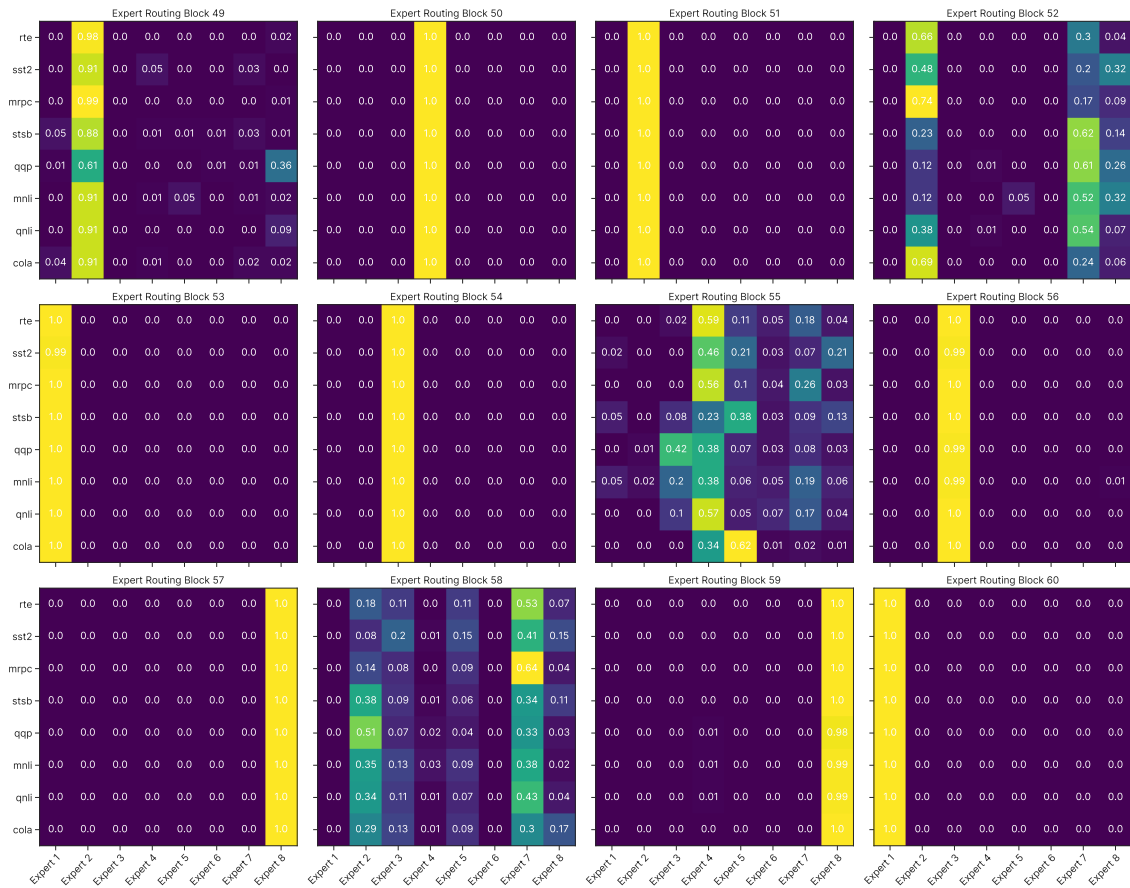 Expert Routing Block 49
rte 0.0 0.98 0.0 0.0 0.0 0.0 0.0 0.02
sst2 0.0 0.91 0.0 0.05 0.0 0.0 0.03 0.0
mrpc 0.0 0.99 0.0 0.0 0.0 0.0 0.0 0.01
stsb 0.05 0.88 0.0 0.01 0.01 0.01 0.03 0.01
qqp 0.01 0.61 0.0 0.0 0.0 0.01 0.01 0.36
mnli 0.0 0.91 0.0 0.01 0.05 0.0 0.01 0.02
qnli 0.0 0.91 0.0 0.0 0.0 0.0 0.0 0.09
cola 0.04 0.91 0.0 0.01 0.0 0.0 0.02 0.02
Expert Routing Block 50
0.0 0.0 0.0 1.0 0.0 0.0 0.0 0.0
0.0 0.0 0.0 1.0 0.0 0.0 0.0 0.0
0.0 0.0 0.0 1.0 0.0 0.0 0.0 0.0
0.0 0.0 0.0 1.0 0.0 0.0 0.0 0.0
0.0 0.0 0.0 1.0 0.0 0.0 0.0 0.0
0.0 0.0 0.0 1.0 0.0 0.0 0.0 0.0
0.0 0.0 0.0 1.0 0.0 0.0 0.0 0.0
0.0 0.0 0.0 1.0 0.0 0.0 0.0 0.0
Expert Routing Block 51
0.0 1.0 0.0 0.0 0.0 0.0 0.0 0.0
0.0 1.0 0.0 0.0 0.0 0.0 0.0 0.0
0.0 1.0 0.0 0.0 0.0 0.0 0.0 0.0
0.0 1.0 0.0 0.0 0.0 0.0 0.0 0.0
0.0 1.0 0.0 0.0 0.0 0.0 0.0 0.0
0.0 1.0 0.0 0.0 0.0 0.0 0.0 0.0
0.0 1.0 0.0 0.0 0.0 0.0 0.0 0.0
0.0 1.0 0.0 0.0 0.0 0.0 0.0 0.0
Expert Routing Block 52
0.0 0.66 0.0 0.0 0.0 0.0 0.3 0.04
0.0 0.48 0.0 0.0 0.0 0.0 0.2 0.32
0.0 0.74 0.0 0.0 0.0 0.0 0.17 0.09
0.0 0.23 0.0 0.0 0.0 0.0 0.62 0.14
0.0 0.12 0.0 0.01 0.0 0.0 0.61 0.26
0.0 0.12 0.0 0.0 0.05 0.0 0.52 0.32
0.0 0.38 0.0 0.01 0.0 0.0 0.54 0.07
0.0 0.69 0.0 0.0 0.0 0.0 0.24 0.06
Expert Routing Block 53
rte 1.0 0.0 0.0 0.0 0.0 0.0 0.0 0.0
sst2 0.99 0.0 0.0 0.0 0.0 0.0 0.0 0.0
mrpc 1.0 0.0 0.0 0.0 0.0 0.0 0.0 0.0
stsb 1.0 0.0 0.0 0.0 0.0 0.0 0.0 0.0
qqp 1.0 0.0 0.0 0.0 0.0 0.0 0.0 0.0
mnli 1.0 0.0 0.0 0.0 0.0 0.0 0.0 0.0
qnli 1.0 0.0 0.0 0.0 0.0 0.0 0.0 0.0
cola 1.0 0.0 0.0 0.0 0.0 0.0 0.0 0.0
Expert Routing Block 54
0.0 0.0 1.0 0.0 0.0 0.0 0.0 0.0
0.0 0.0 1.0 0.0 0.0 0.0 0.0 0.0
0.0 0.0 1.0 0.0 0.0 0.0 0.0 0.0
0.0 0.0 1.0 0.0 0.0 0.0 0.0 0.0
0.0 0.0 1.0 0.0 0.0 0.0 0.0 0.0
0.0 0.0 1.0 0.0 0.0 0.0 0.0 0.0
0.0 0.0 1.0 0.0 0.0 0.0 0.0 0.0
0.0 0.0 1.0 0.0 0.0 0.0 0.0 0.0
Expert Routing Block 55
0.0 0.0 0.02 0.59 0.11 0.05 0.18 0.04
0.02 0.0 0.0 0.46 0.21 0.03 0.07 0.21
0.0 0.0 0.0 0.56 0.1 0.04 0.26 0.03
0.05 0.0 0.08 0.23 0.38 0.03 0.09 0.13
0.0 0.01 0.42 0.38 0.07 0.03 0.08 0.03
0.05 0.02 0.2 0.38 0.06 0.05 0.19 0.06
0.0 0.0 0.1 0.57 0.05 0.07 0.17 0.04
0.0 0.0 0.0 0.34 0.62 0.01 0.02 0.01
Expert Routing Block 56
0.0 0.0 1.0 0.0 0.0 0.0 0.0 0.0
0.0 0.0 0.99 0.0 0.0 0.0 0.0 0.0
0.0 0.0 1.0 0.0 0.0 0.0 0.0 0.0
0.0 0.0 1.0 0.0 0.0 0.0 0.0 0.0
0.0 0.0 0.99 0.0 0.0 0.0 0.0 0.0
0.0 0.0 0.99 0.0 0.0 0.0 0.0 0.01
0.0 0.0 1.0 0.0 0.0 0.0 0.0 0.0
0.0 0.0 1.0 0.0 0.0 0.0 0.0 0.0
Expert Routing Block 57
rte 0.0 0.0 0.0 0.0 0.0 0.0 0.0 1.0
sst2 0.0 0.0 0.0 0.0 0.0 0.0 0.0 1.0
mrpc 0.0 0.0 0.0 0.0 0.0 0.0 0.0 1.0
stsb 0.0 0.0 0.0 0.0 0.0 0.0 0.0 1.0
qqp 0.0 0.0 0.0 0.0 0.0 0.0 0.0 1.0
mnli 0.0 0.0 0.0 0.0 0.0 0.0 0.0 1.0
qnli 0.0 0.0 0.0 0.0 0.0 0.0 0.0 1.0
cola 0.0 0.0 0.0 0.0 0.0 0.0 0.0 1.0
Expert 1 Expert 2 Expert 3 Expert 4 Expert 5 Expert 6 Expert 7 Expert 8
Expert Routing Block 58
0.0 0.18 0.11 0.0 0.11 0.0 0.53 0.07
0.0 0.08 0.2 0.01 0.15 0.0 0.41 0.15
0.0 0.14 0.08 0.0 0.09 0.0 0.64 0.04
0.0 0.38 0.09 0.01 0.06 0.0 0.34 0.11
0.0 0.51 0.07 0.02 0.04 0.0 0.33 0.03
0.0 0.35 0.13 0.03 0.09 0.0 0.38 0.02
0.0 0.34 0.11 0.01 0.07 0.0 0.43 0.04
0.0 0.29 0.13 0.01 0.09 0.0 0.3 0.17
Expert 1 Expert 2 Expert 3 Expert 4 Expert 5 Expert 6 Expert 7 Expert 8
Expert Routing Block 59
0.0 0.0 0.0 0.0 0.0 0.0 0.0 1.0
0.0 0.0 0.0 0.0 0.0 0.0 0.0 1.0
0.0 0.0 0.0 0.0 0.0 0.0 0.0 1.0
0.0 0.0 0.0 0.0 0.0 0.0 0.0 1.0
0.0 0.0 0.0 0.01 0.0 0.0 0.0 0.98
0.0 0.0 0.0 0.01 0.0 0.0 0.0 0.99
0.0 0.0 0.0 0.01 0.0 0.0 0.0 0.99
0.0 0.0 0.0 0.0 0.0 0.0 0.0 1.0
Expert 1 Expert 2 Expert 3 Expert 4 Expert 5 Expert 6 Expert 7 Expert 8
Expert Routing Block 60
1.0 0.0 0.0 0.0 0.0 0.0 0.0 0.0
1.0 0.0 0.0 0.0 0.0 0.0 0.0 0.0
1.0 0.0 0.0 0.0 0.0 0.0 0.0 0.0
1.0 0.0 0.0 0.0 0.0 0.0 0.0 0.0
1.0 0.0 0.0 0.0 0.0 0.0 0.0 0.0
1.0 0.0 0.0 0.0 0.0 0.0 0.0 0.0
1.0 0.0 0.0 0.0 0.0 0.0 0.0 0.0
1.0 0.0 0.0 0.0 0.0 0.0 0.0 0.0
Expert 1 Expert 2 Expert 3 Expert 4 Expert 5 Expert 6 Expert 7 Expert 8